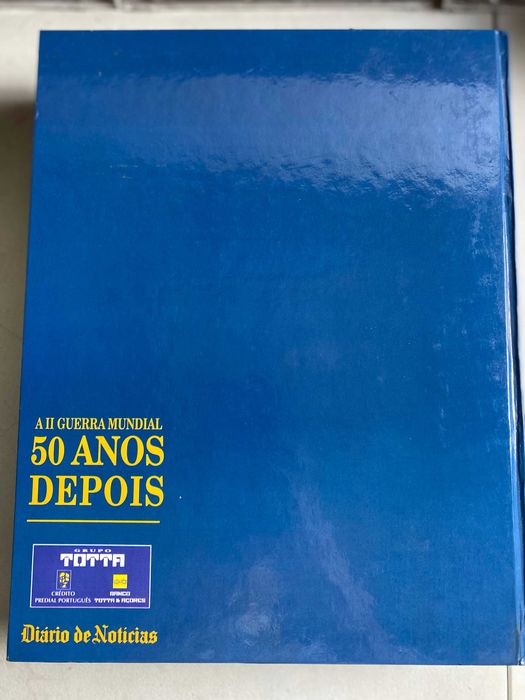 A II GUERRA MUNDIAL
50 ANOS
DEPOIS
GRUPO
TOTTA
CRÉDITO
PREDIAL PORTUGUÊS
BANCO
TOTTA & AÇORES
Diário de Notícias